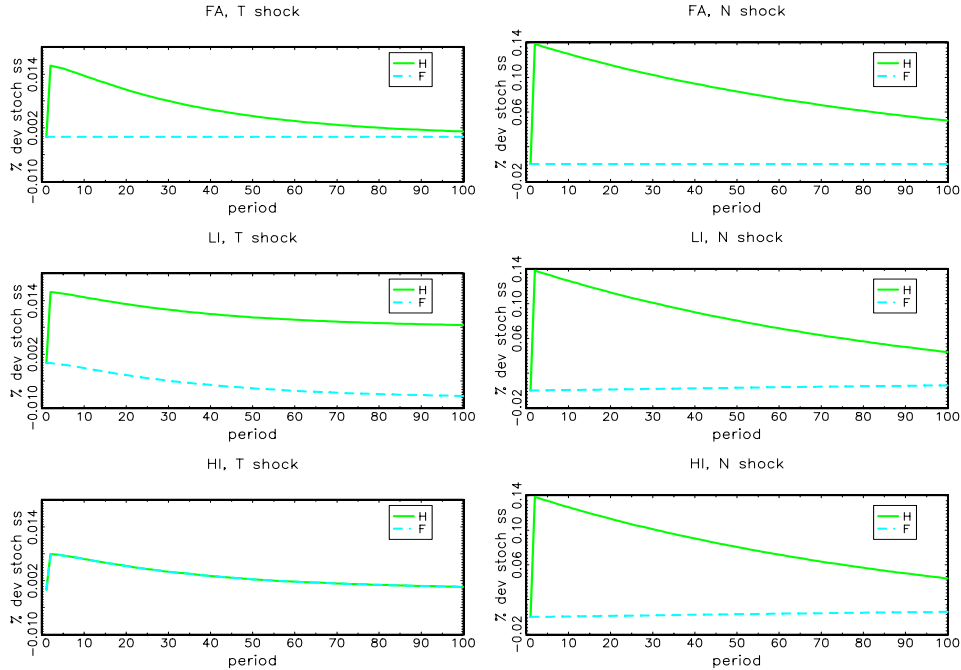 FA, T shock
% dev stoch ss
-0.010 0.002 0.014
H
F
0 10 20 30 40 50 60 70 80 90 100
period
FA, N shock
% dev stoch ss
-0.02 0.06 0.10 0.14
H
F
0 10 20 30 40 50 60 70 80 90 100
period
LI, T shock
% dev stoch ss
-0.010 0.002 0.014
H
F
0 10 20 30 40 50 60 70 80 90 100
period
LI, N shock
% dev stoch ss
-0.02 0.06 0.14
H
F
0 10 20 30 40 50 60 70 80 90 100
period
HI, T shock
% dev stoch ss
-0.010 0.002 0.014
H
F
0 10 20 30 40 50 60 70 80 90 100
period
HI, N shock
% dev stoch ss
-0.02 0.06 0.10 0.14
H
F
0 10 20 30 40 50 60 70 80 90 100
period